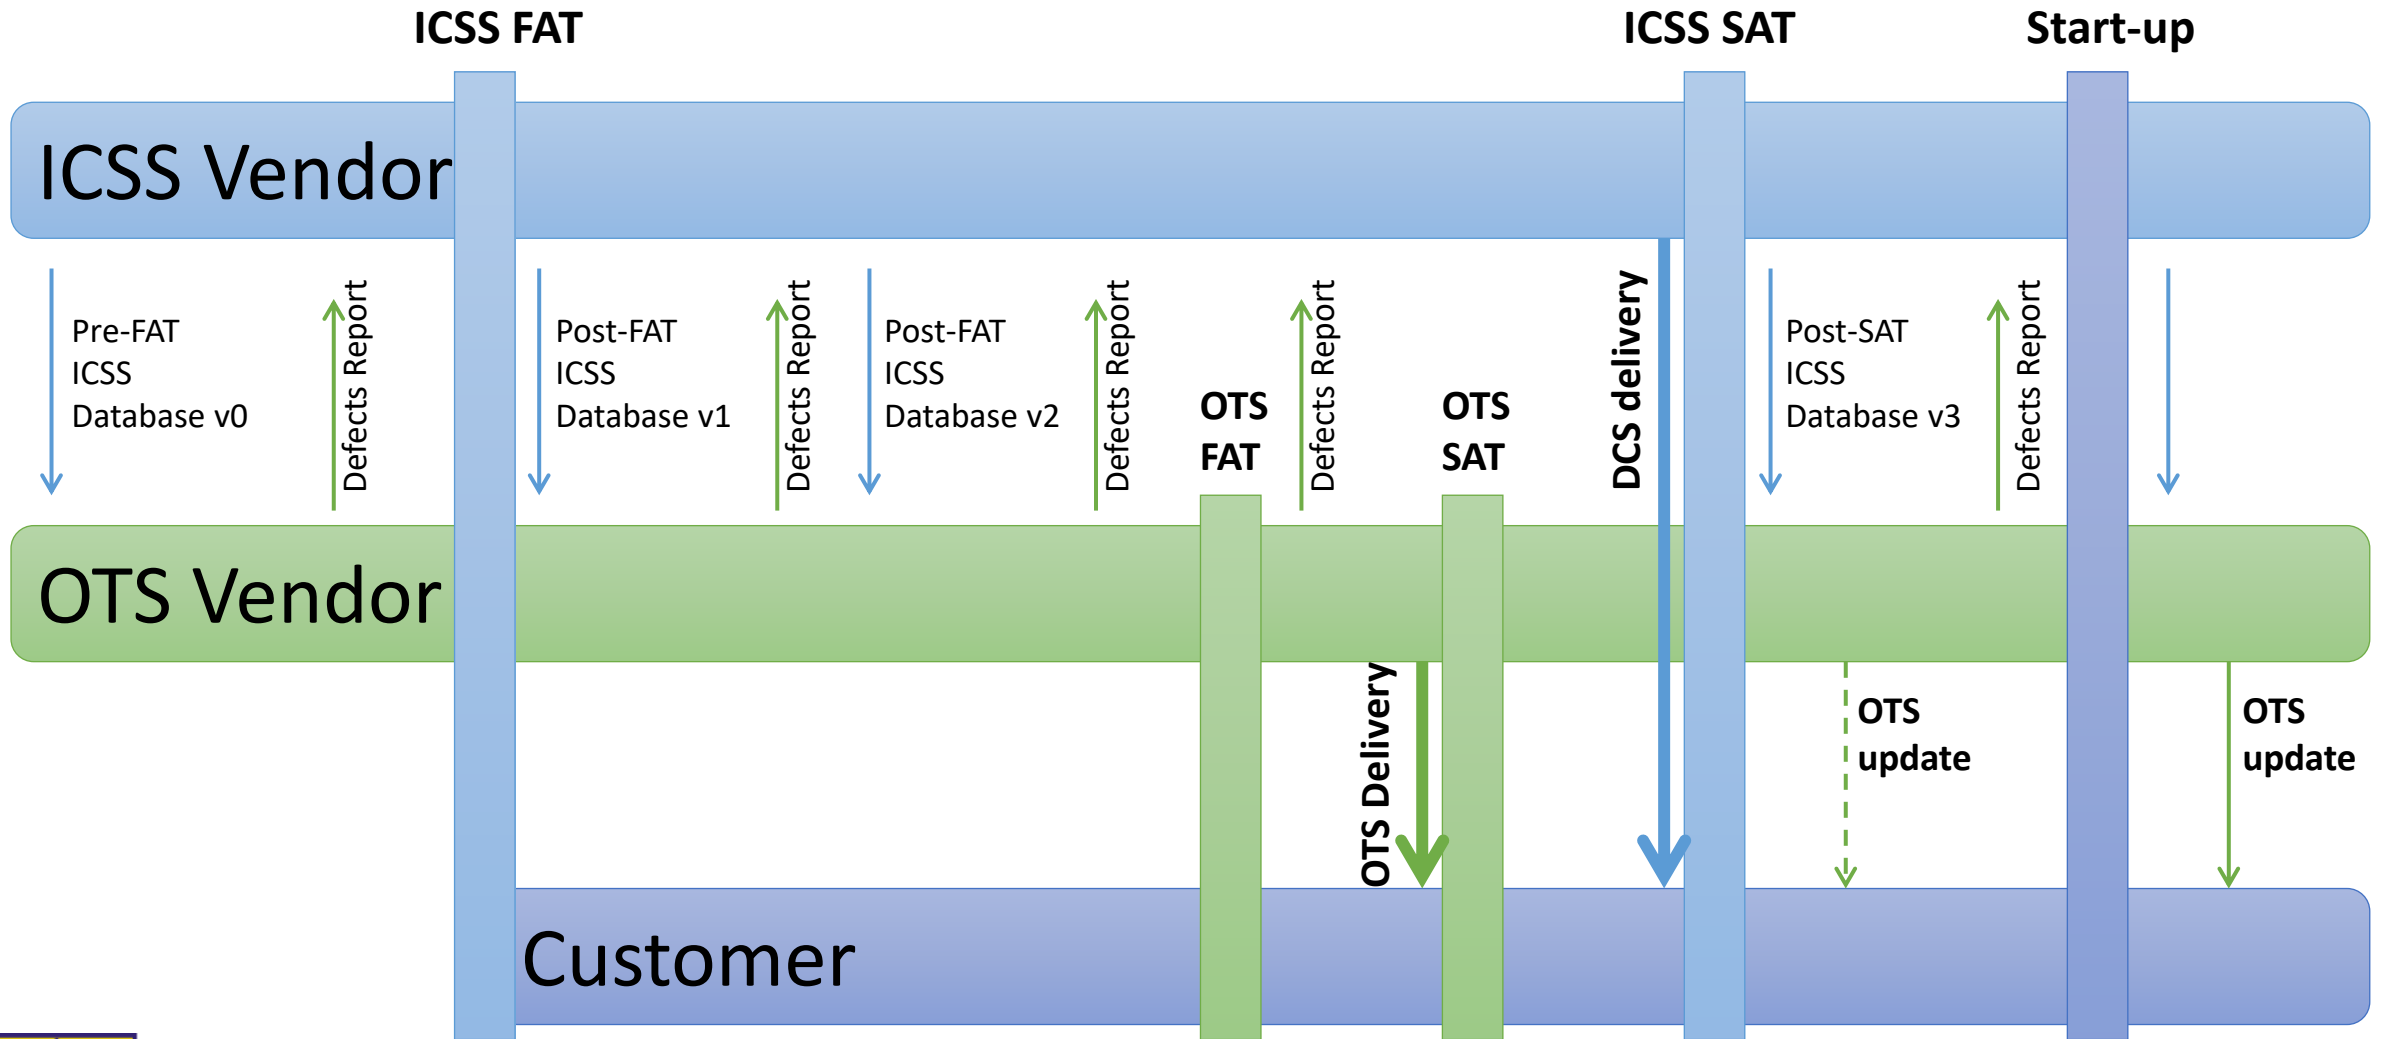 ICSS FAT
ICSS SAT
Start-up
ICSS Vendor
Pre-FAT
ICSS
Database v0
Defects Report
Post-FAT
ICSS
Database v1
Defects Report
Post-FAT
ICSS
Database v2
Defects Report
OTS
FAT
Defects Report
OTS
SAT
DCS delivery
Post-SAT
ICSS
Database v3
Defects Report
OTS Vendor
OTS Delivery
OTS
update
OTS
update
Customer